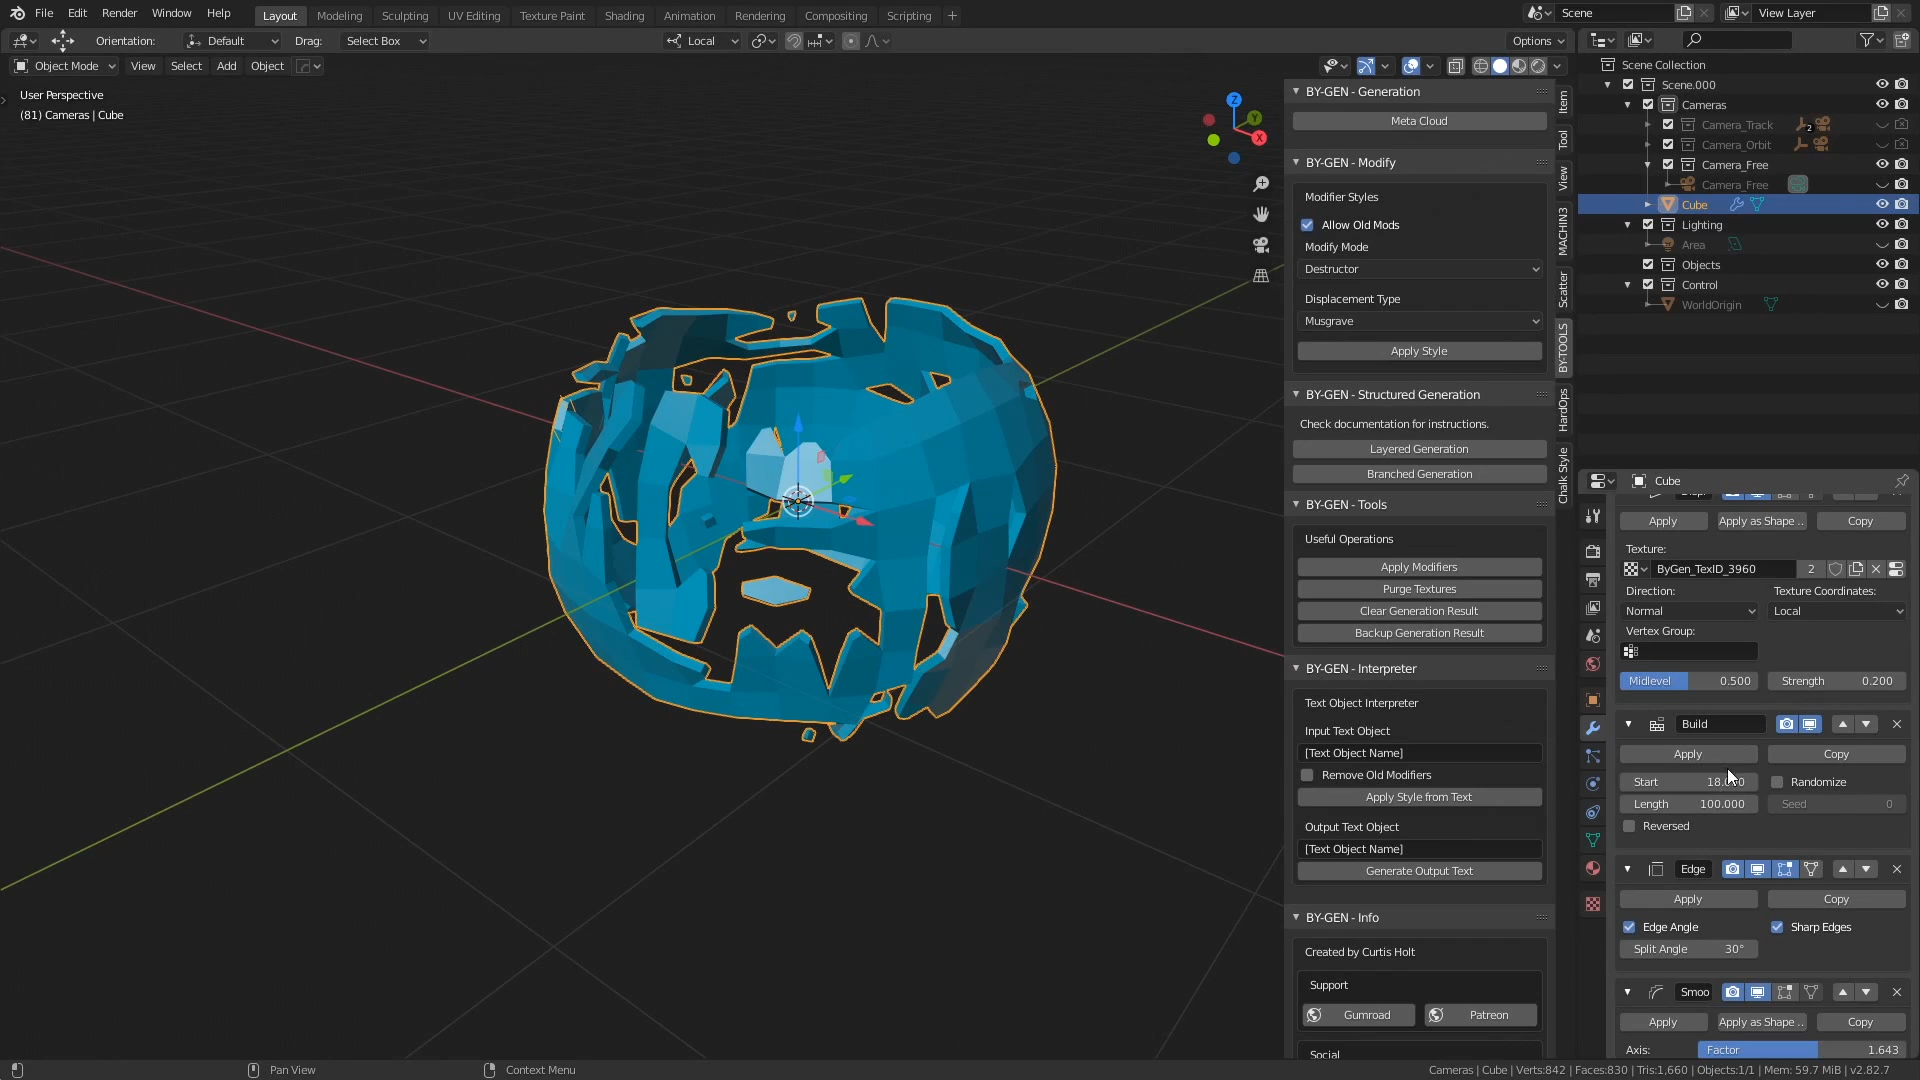 File Edit Render Window Help Layout Modeling Sculpting UV Editing Texture Paint Shading Animation Rendering Compositing Scripting + Scene View Layer
Orientation: Default Drag: Select Box Local Options
Object Mode View Select Add Object
User Perspective
(81) Cameras | Cube
Z
Y
X
BY-GEN - Generation
Meta Cloud
BY-GEN - Modify
Modifier Styles
Allow Old Mods
Modify Mode
Destructor
Displacement Type
Musgrave
Apply Style
BY-GEN - Structured Generation
Check documentation for instructions.
Layered Generation
Branched Generation
BY-GEN - Tools
Useful Operations
Apply Modifiers
Purge Textures
Clear Generation Result
Backup Generation Result
BY-GEN - Interpreter
Text Object Interpreter
Input Text Object
[Text Object Name]
Remove Old Modifiers
Apply Style from Text
Output Text Object
[Text Object Name]
Generate Output Text
BY-GEN - Info
Created by Curtis Holt
Support
Gumroad Patreon
Social
Item
Tool
View
MACHIN3
Scatter
BY-TOOLS
HardOps
Chalk Style
Scene Collection
Scene.000
Cameras
Camera_Track 2
Camera_Orbit
Camera_Free
Camera_Free
Cube
Lighting
Area
Objects
Control
WorldOrigin
Cube
Apply Apply as Shape .. Copy
Texture:
ByGen_TexID_3960 2
Direction: Texture Coordinates:
Normal Local
Vertex Group:
Midlevel 0.500 Strength 0.200
Build
Apply Copy
Start Randomize
Length 100.000 Seed 0
Reversed
Edge
Apply Copy
Edge Angle Sharp Edges
Split Angle 30°
Smoo
Apply Apply as Shape .. Copy
Axis: Factor 1.643
Pan View Context Menu Cameras | Cube | Verts:842 | Faces:830 | Tris:1,660 | Objects:1/1 | Mem: 59.7 MiB | v2.82.7